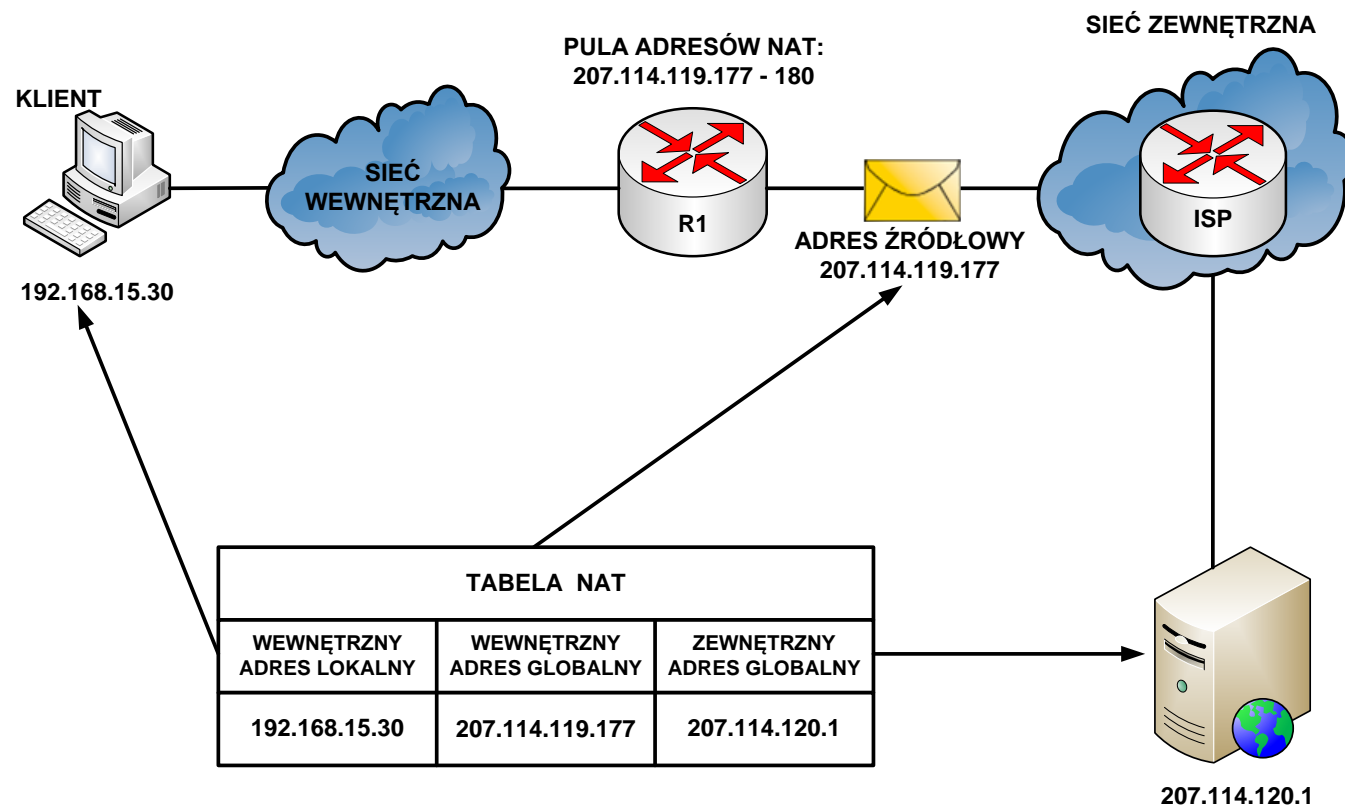 SIEĆ ZEWNĘTRZNA
PULA ADRESÓW NAT:
207.114.119.177 - 180
KLIENT
SIEĆ
WEWNĘTRZNA
R1
ISP
ADRES ŹRÓDŁOWY
207.114.119.177
192.168.15.30
TABELA NAT
WEWNĘTRZNY
ADRES LOKALNY
WEWNĘTRZNY
ADRES GLOBALNY
ZEWNĘTRZNY
ADRES GLOBALNY
192.168.15.30
207.114.119.177
207.114.120.1
207.114.120.1